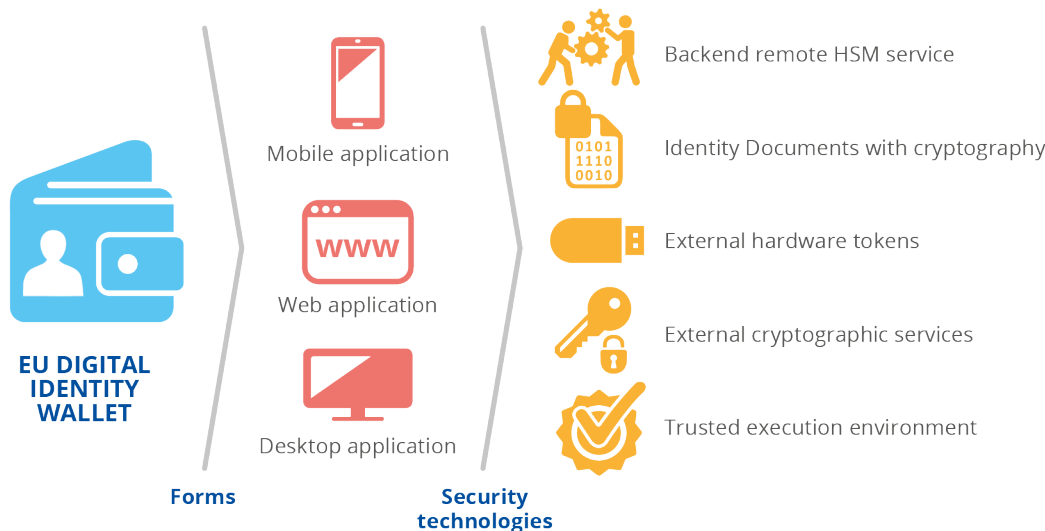 EU DIGITAL
IDENTITY
WALLET
Mobile application
www
Web application
Desktop application
Forms
Backend remote HSM service
0101
1110
0010
Identity Documents with cryptography
External hardware tokens
External cryptographic services
Trusted execution environment
Security
technologies